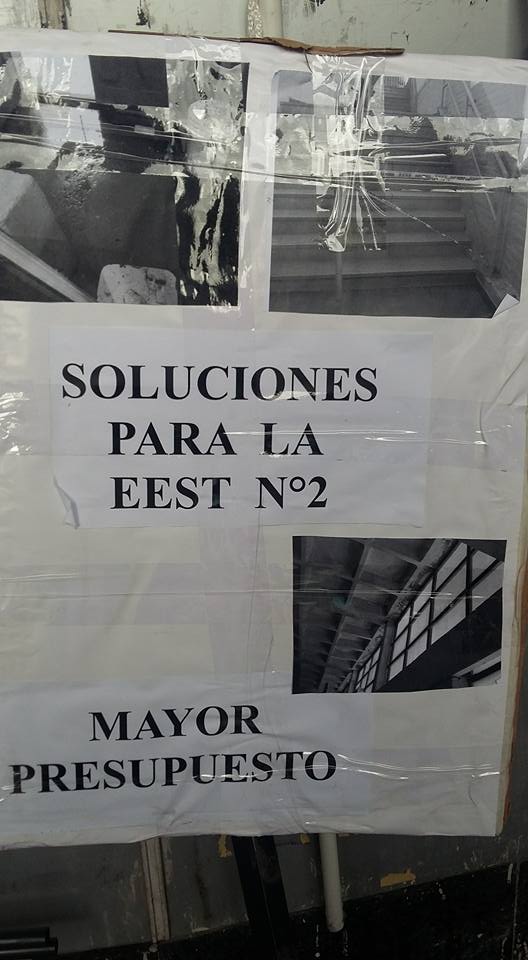 SOLUCIONES
PARA LA
EEST N°2
MAYOR
PRESUPUESTO